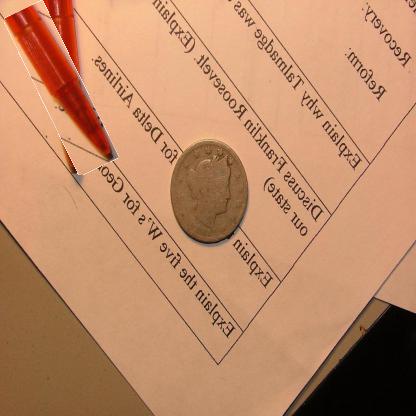 Recovery:
Reform:
Explain why Talmadge was
Discuss Franklin Roosevelt. (Explain
our state)
Explain for Delta Airlines.
Explain the five W's for Geor